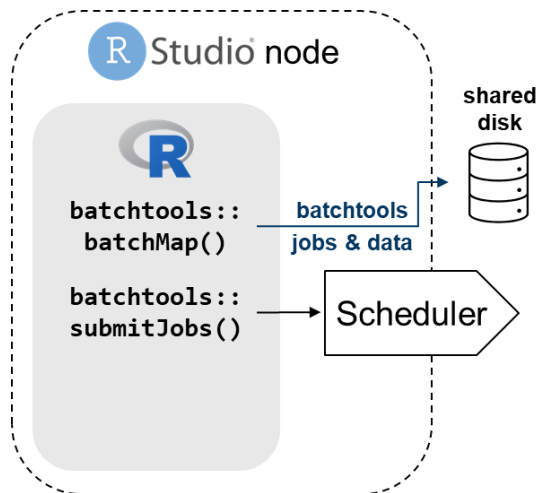 R Studio® node
shared
disk
R
batchtools::
batchMap()
batchtools
jobs & data
batchtools::
submitJobs()
Scheduler